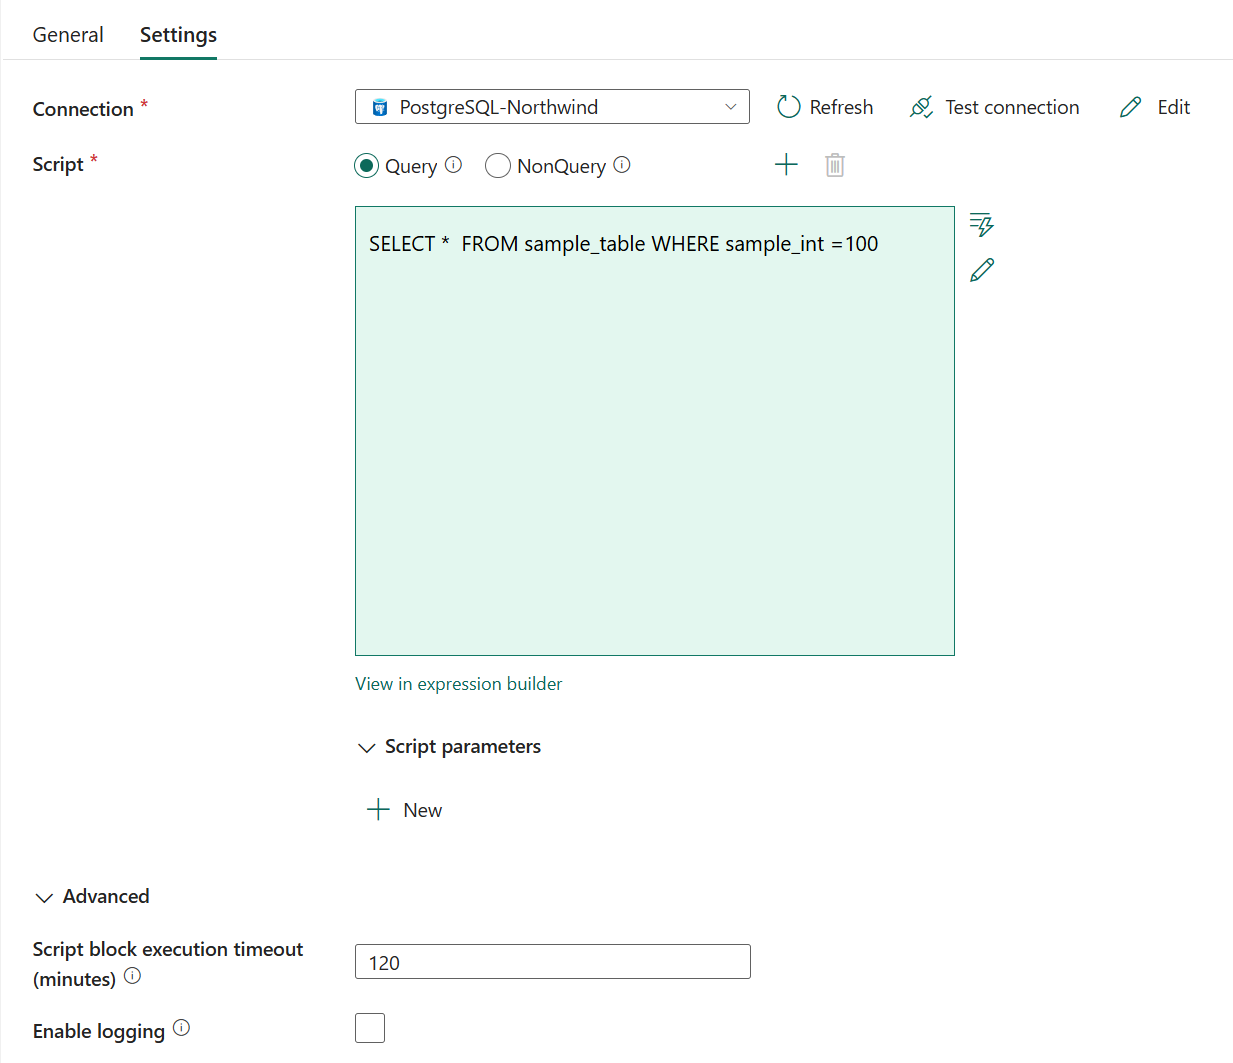 General Settings
Connection * PostgreSQL-Northwind Refresh Test connection Edit
Script * Query NonQuery
SELECT *  FROM sample_table WHERE sample_int =100
View in expression builder
Script parameters
New
Advanced
Script block execution timeout
(minutes)
120
Enable logging